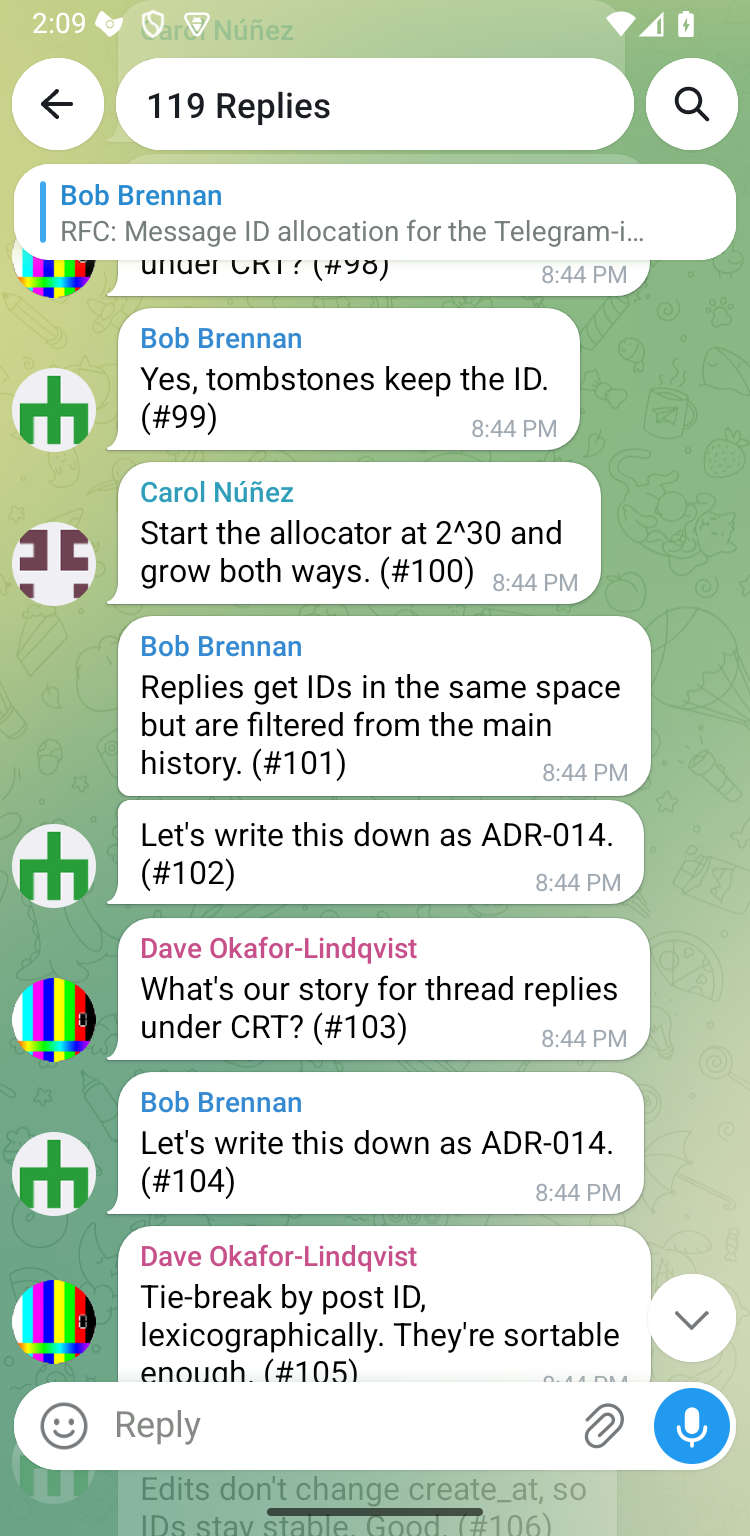 2:09
Carol Núñez
119 Replies
Bob Brennan
RFC: Message ID allocation for the Telegram-i…
under CRT? (#98)
8:44 PM
Bob Brennan
Yes, tombstones keep the ID.
(#99)
8:44 PM
Carol Núñez
Start the allocator at 2^30 and
grow both ways. (#100)
8:44 PM
Bob Brennan
Replies get IDs in the same space
but are filtered from the main
history. (#101)
8:44 PM
Let's write this down as ADR-014.
(#102)
8:44 PM
Dave Okafor-Lindqvist
What's our story for thread replies
under CRT? (#103)
8:44 PM
Bob Brennan
Let's write this down as ADR-014.
(#104)
8:44 PM
Dave Okafor-Lindqvist
Tie-break by post ID,
lexicographically. They're sortable
enough. (#105)
8:44 PM
Reply
Edits don't change create_at, so
IDs stay stable. Good. (#106)